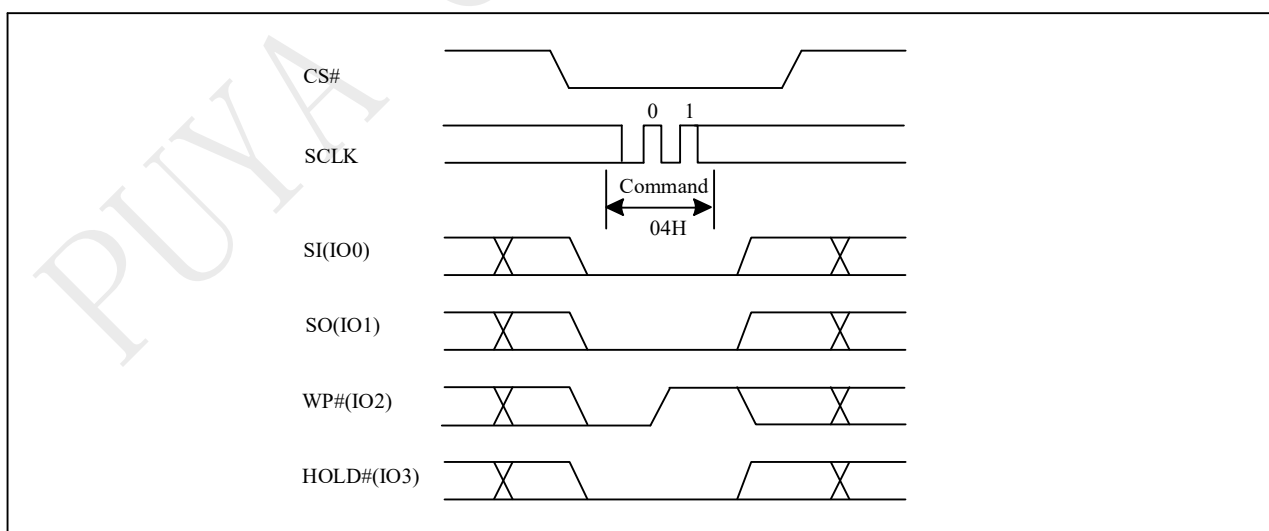 PUYA
CS#
0 1
SCLK
Command
04H
SI(IO0)
SO(IO1)
WP#(IO2)
HOLD#(IO3)